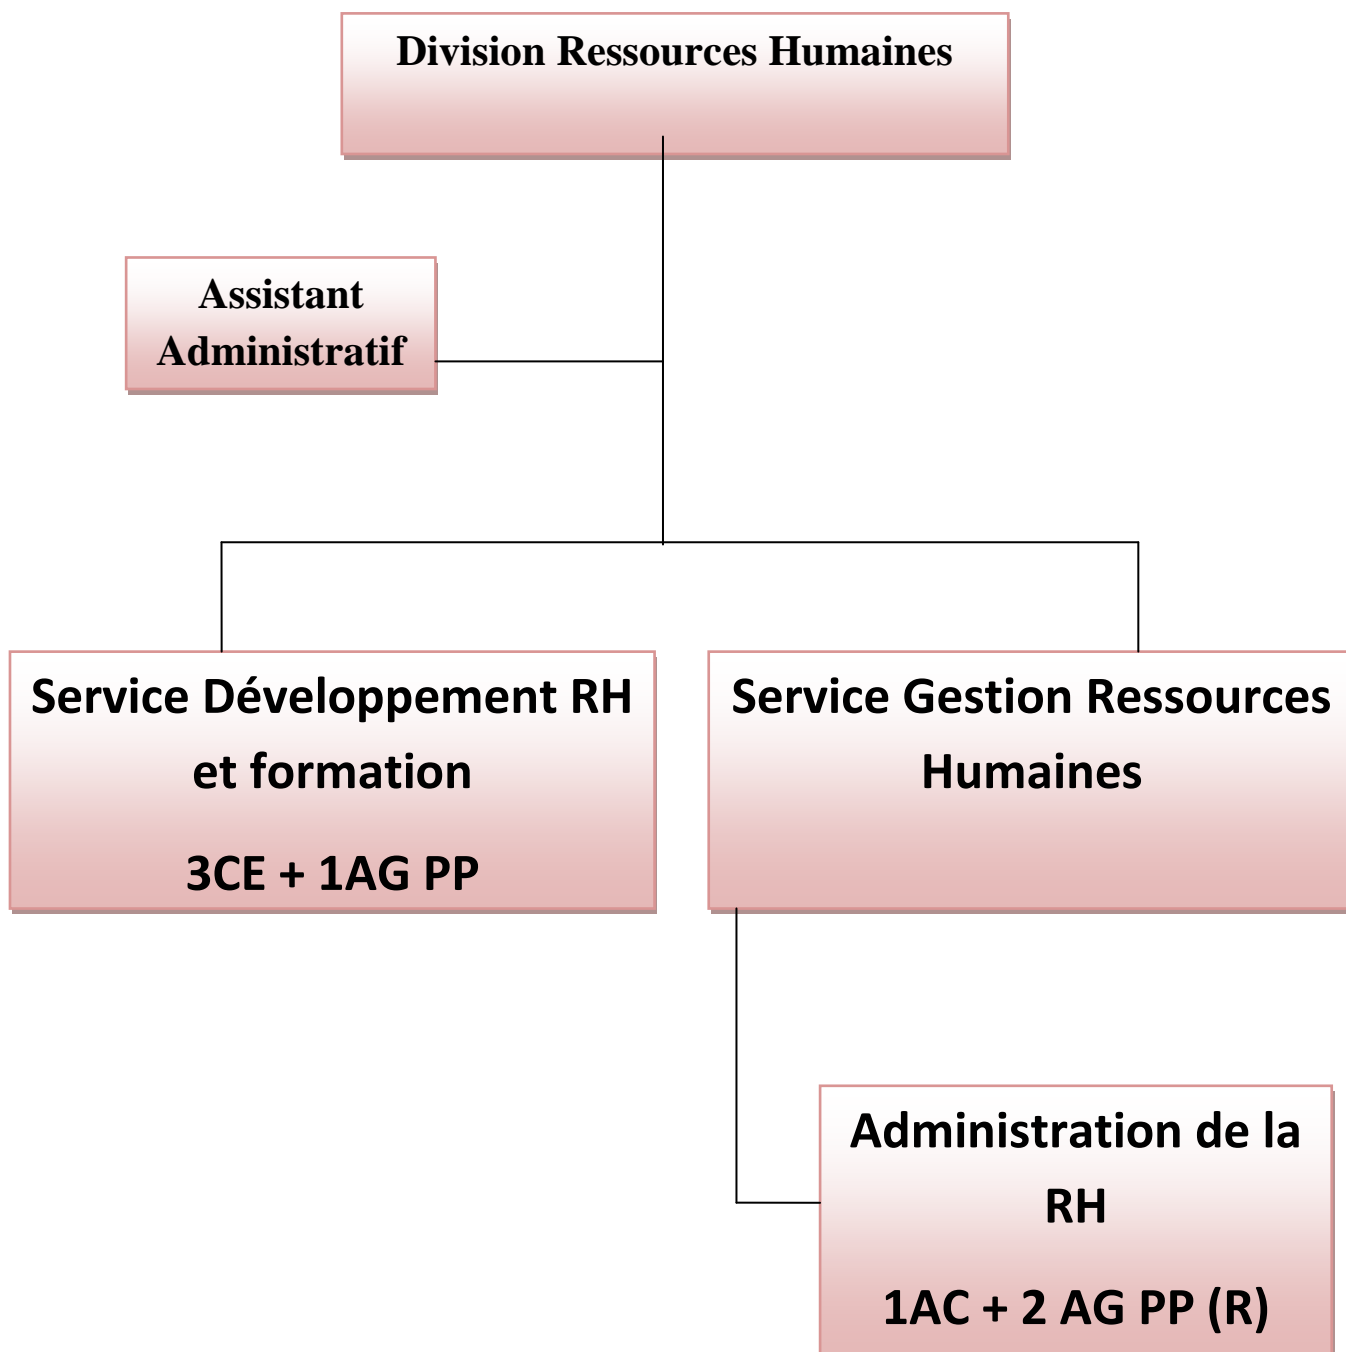 Division Ressources Humaines
Assistant
Administratif
Service Développement RH
et formation
3CE + 1AG PP
Service Gestion Ressources
Humaines
Administration de la
RH
1AC + 2 AG PP (R)